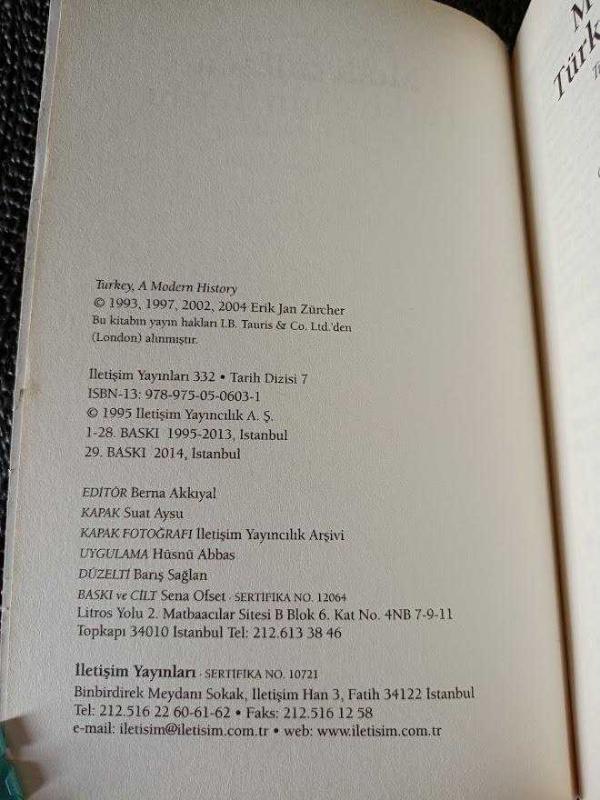 Turkey, A Modern History
© 1993, 1997, 2002, 2004 Erik Jan Zürcher
Bu kitabın yayın hakları I.B. Tauris & Co. Ltd.'den
(London) alınmıştır.
İletişim Yayınları 332 • Tarih Dizisi 7
ISBN-13: 978-975-05-0603-1
© 1995 İletişim Yayıncılık A. Ş.
1-28. BASKI 1995-2013, İstanbul
29. BASKI 2014, İstanbul
EDİTÖR Berna Akkıyal
KAPAK Suat Aysu
KAPAK FOTOĞRAFI İletişim Yayıncılık Arşivi
UYGULAMA Hüsnü Abbas
DÜZELTİ Barış Sağlan
BASKI ve CİLT Sena Ofset · SERTİFİKA NO. 12064
Litros Yolu 2. Matbaacılar Sitesi B Blok 6. Kat No. 4NB 7-9-11
Topkapı 34010 İstanbul Tel: 212.613 38 46
İletişim Yayınları · SERTİFİKA NO. 10721
Binbirdirek Meydanı Sokak, İletişim Han 3, Fatih 34122 İstanbul
Tel: 212.516 22 60-61-62 • Faks: 212.516 12 58
e-mail: iletisim@iletisim.com.tr • web: www.iletisim.com.tr
M
Türk